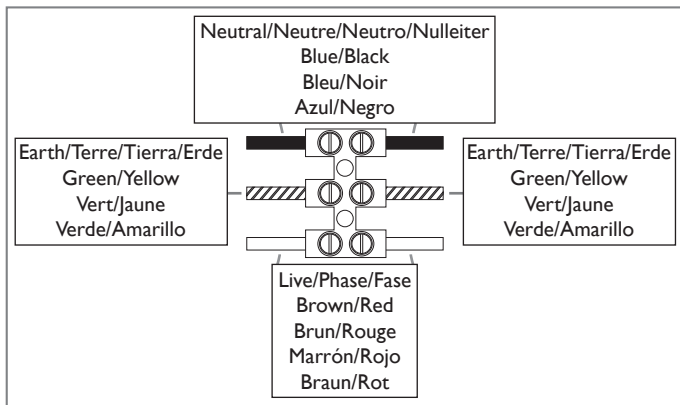 Neutral/Neutre/Neutro/Nulleiter
Blue/Black
Bleu/Noir
Azul/Negro
Earth/Terre/Tierra/Erde
Green/Yellow
Vert/Jaune
Verde/Amarillo
Earth/Terre/Tierra/Erde
Green/Yellow
Vert/Jaune
Verde/Amarillo
Live/Phase/Fase
Brown/Red
Brun/Rouge
Marrón/Rojo
Braun/Rot